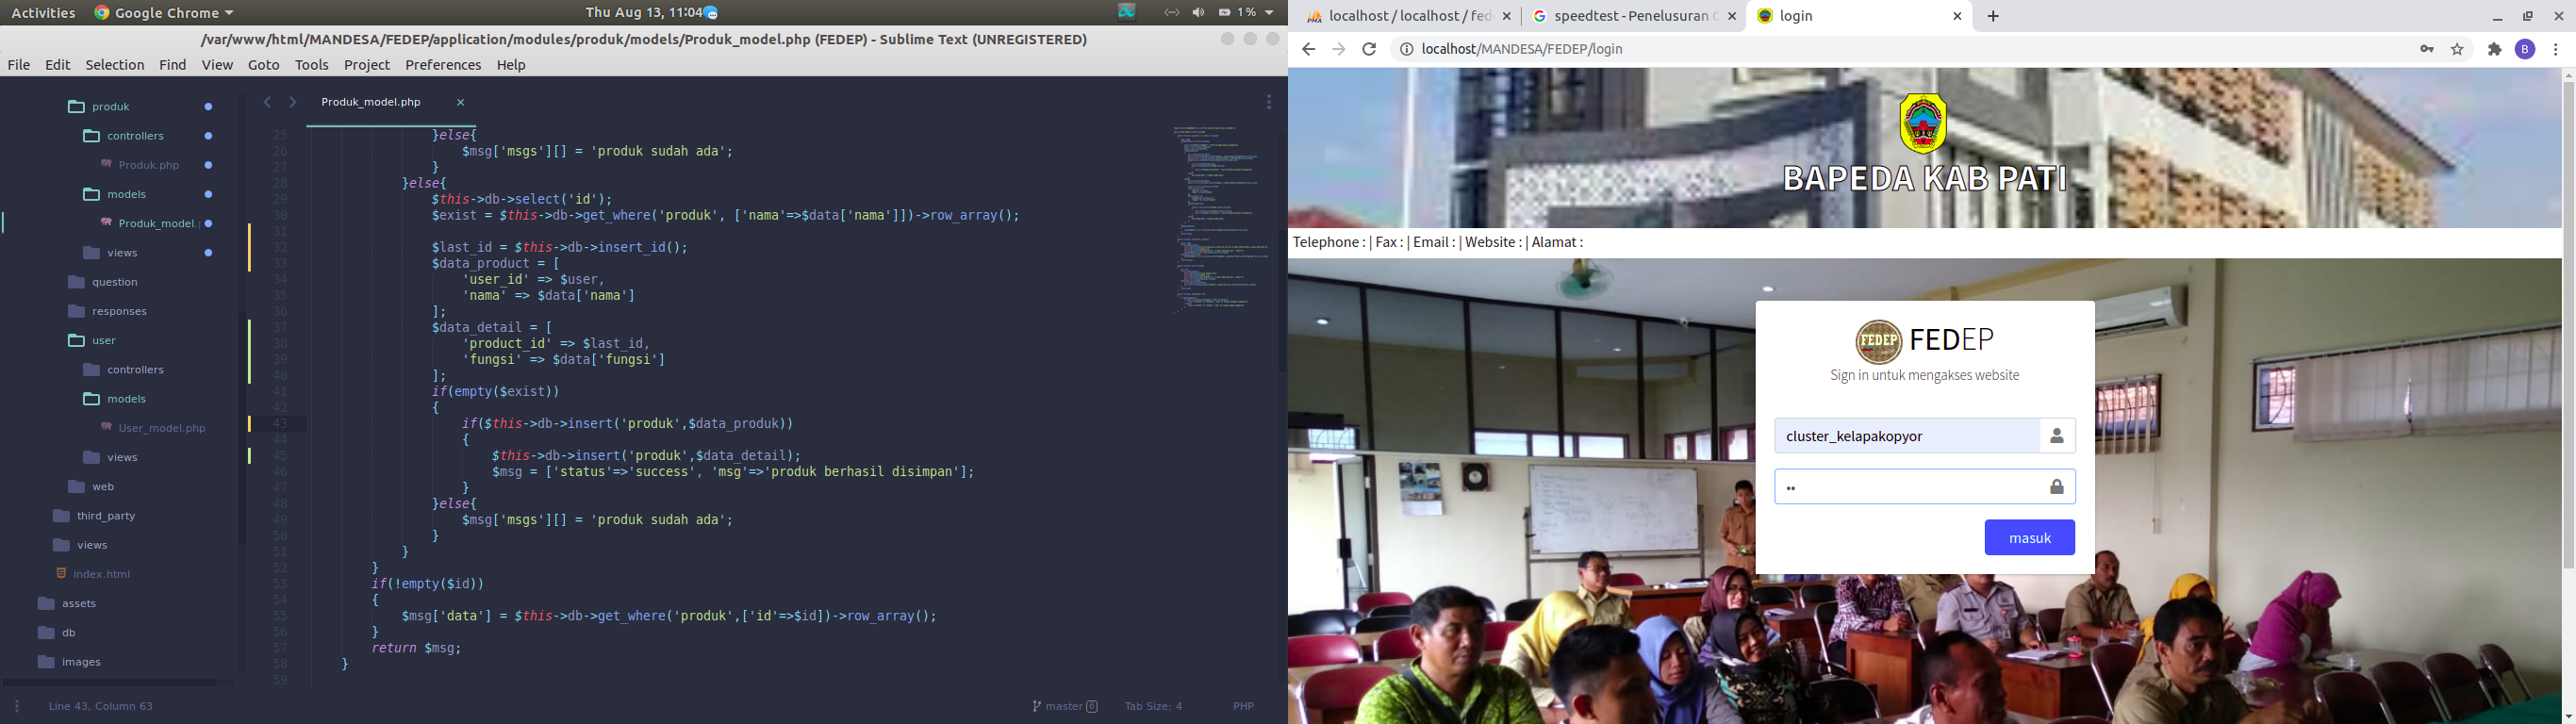 Activities Google Chrome Thu Aug 13, 11:04 1 %
/var/www/html/MANDESA/FEDEP/application/modules/produk/models/Produk_model.php (FEDEP) - Sublime Text (UNREGISTERED)
File Edit Selection Find View Goto Tools Project Preferences Help
produk
controllers
Produk.php
models
Produk_model.
views
question
responses
user
controllers
models
User_model.php
views
web
third_party
views
index.html
assets
db
images
Produk_model.php
25 }else{
26 $msg['msgs'][] = 'produk sudah ada';
27 }
28 }else{
29 $this->db->select('id');
30 $exist = $this->db->get_where('produk', ['nama'=>$data['nama']])->row_array();
31
32 $last_id = $this->db->insert_id();
33 $data_product = [
34 'user_id' => $user,
35 'nama' => $data['nama']
36 ];
37 $data_detail = [
38 'product_id' => $last_id,
39 'fungsi' => $data['fungsi']
40 ];
41 if(empty($exist))
42 {
43 if($this->db->insert('produk',$data_produk))
44 {
45 $this->db->insert('produk',$data_detail);
46 $msg = ['status'=>'success', 'msg'=>'produk berhasil disimpan'];
47 }
48 }else{
49 $msg['msgs'][] = 'produk sudah ada';
50 }
51 }
52 }
53 if(!empty($id))
54 {
55 $msg['data'] = $this->db->get_where('produk',['id'=>$id])->row_array();
56 }
57 return $msg;
58 }
59
Line 43, Column 63 master 6 Tab Size: 4 PHP
localhost / localhost / fed speedtest - Penelusuran login
localhost/MANDESA/FEDEP/login B
BAPEDA KAB PATI
Telephone : | Fax : | Email : | Website : | Alamat :
FEDEP FEDEP
Sign in untuk mengakses website
cluster_kelapakopyor
••
masuk